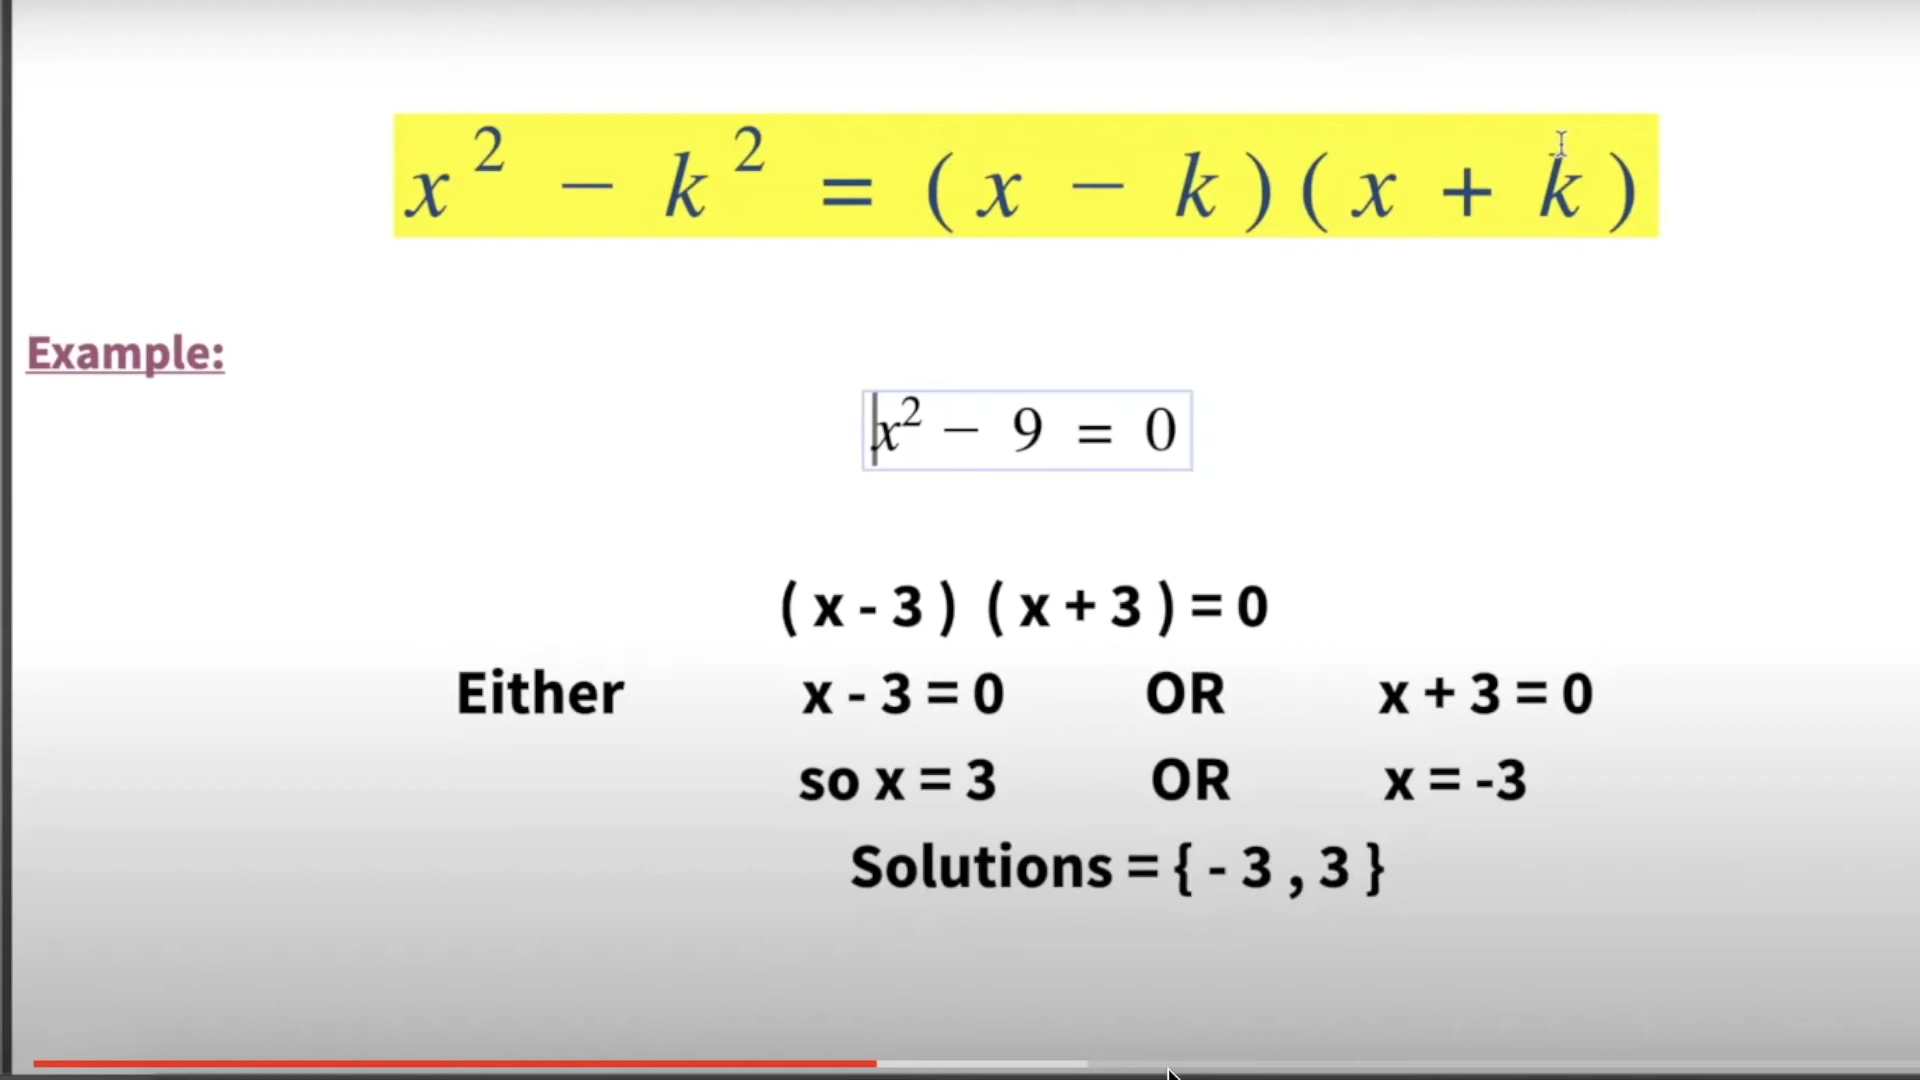 x² − k² = (x − k)(x + k)
Example:
x² − 9 = 0
( x - 3 ) ( x + 3 ) = 0
Either x - 3 = 0 OR x + 3 = 0
so x = 3 OR x = -3
Solutions = { - 3 , 3 }